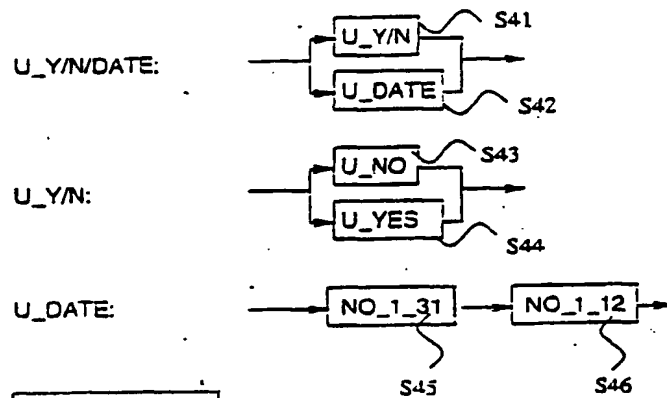 S41
U_Y/N
U_Y/N/DATE:
U_DATE
S42
S43
U_NO
U_Y/N:
U_YES
S44
U_DATE: NO_1_31 NO_1_12
S45 S46